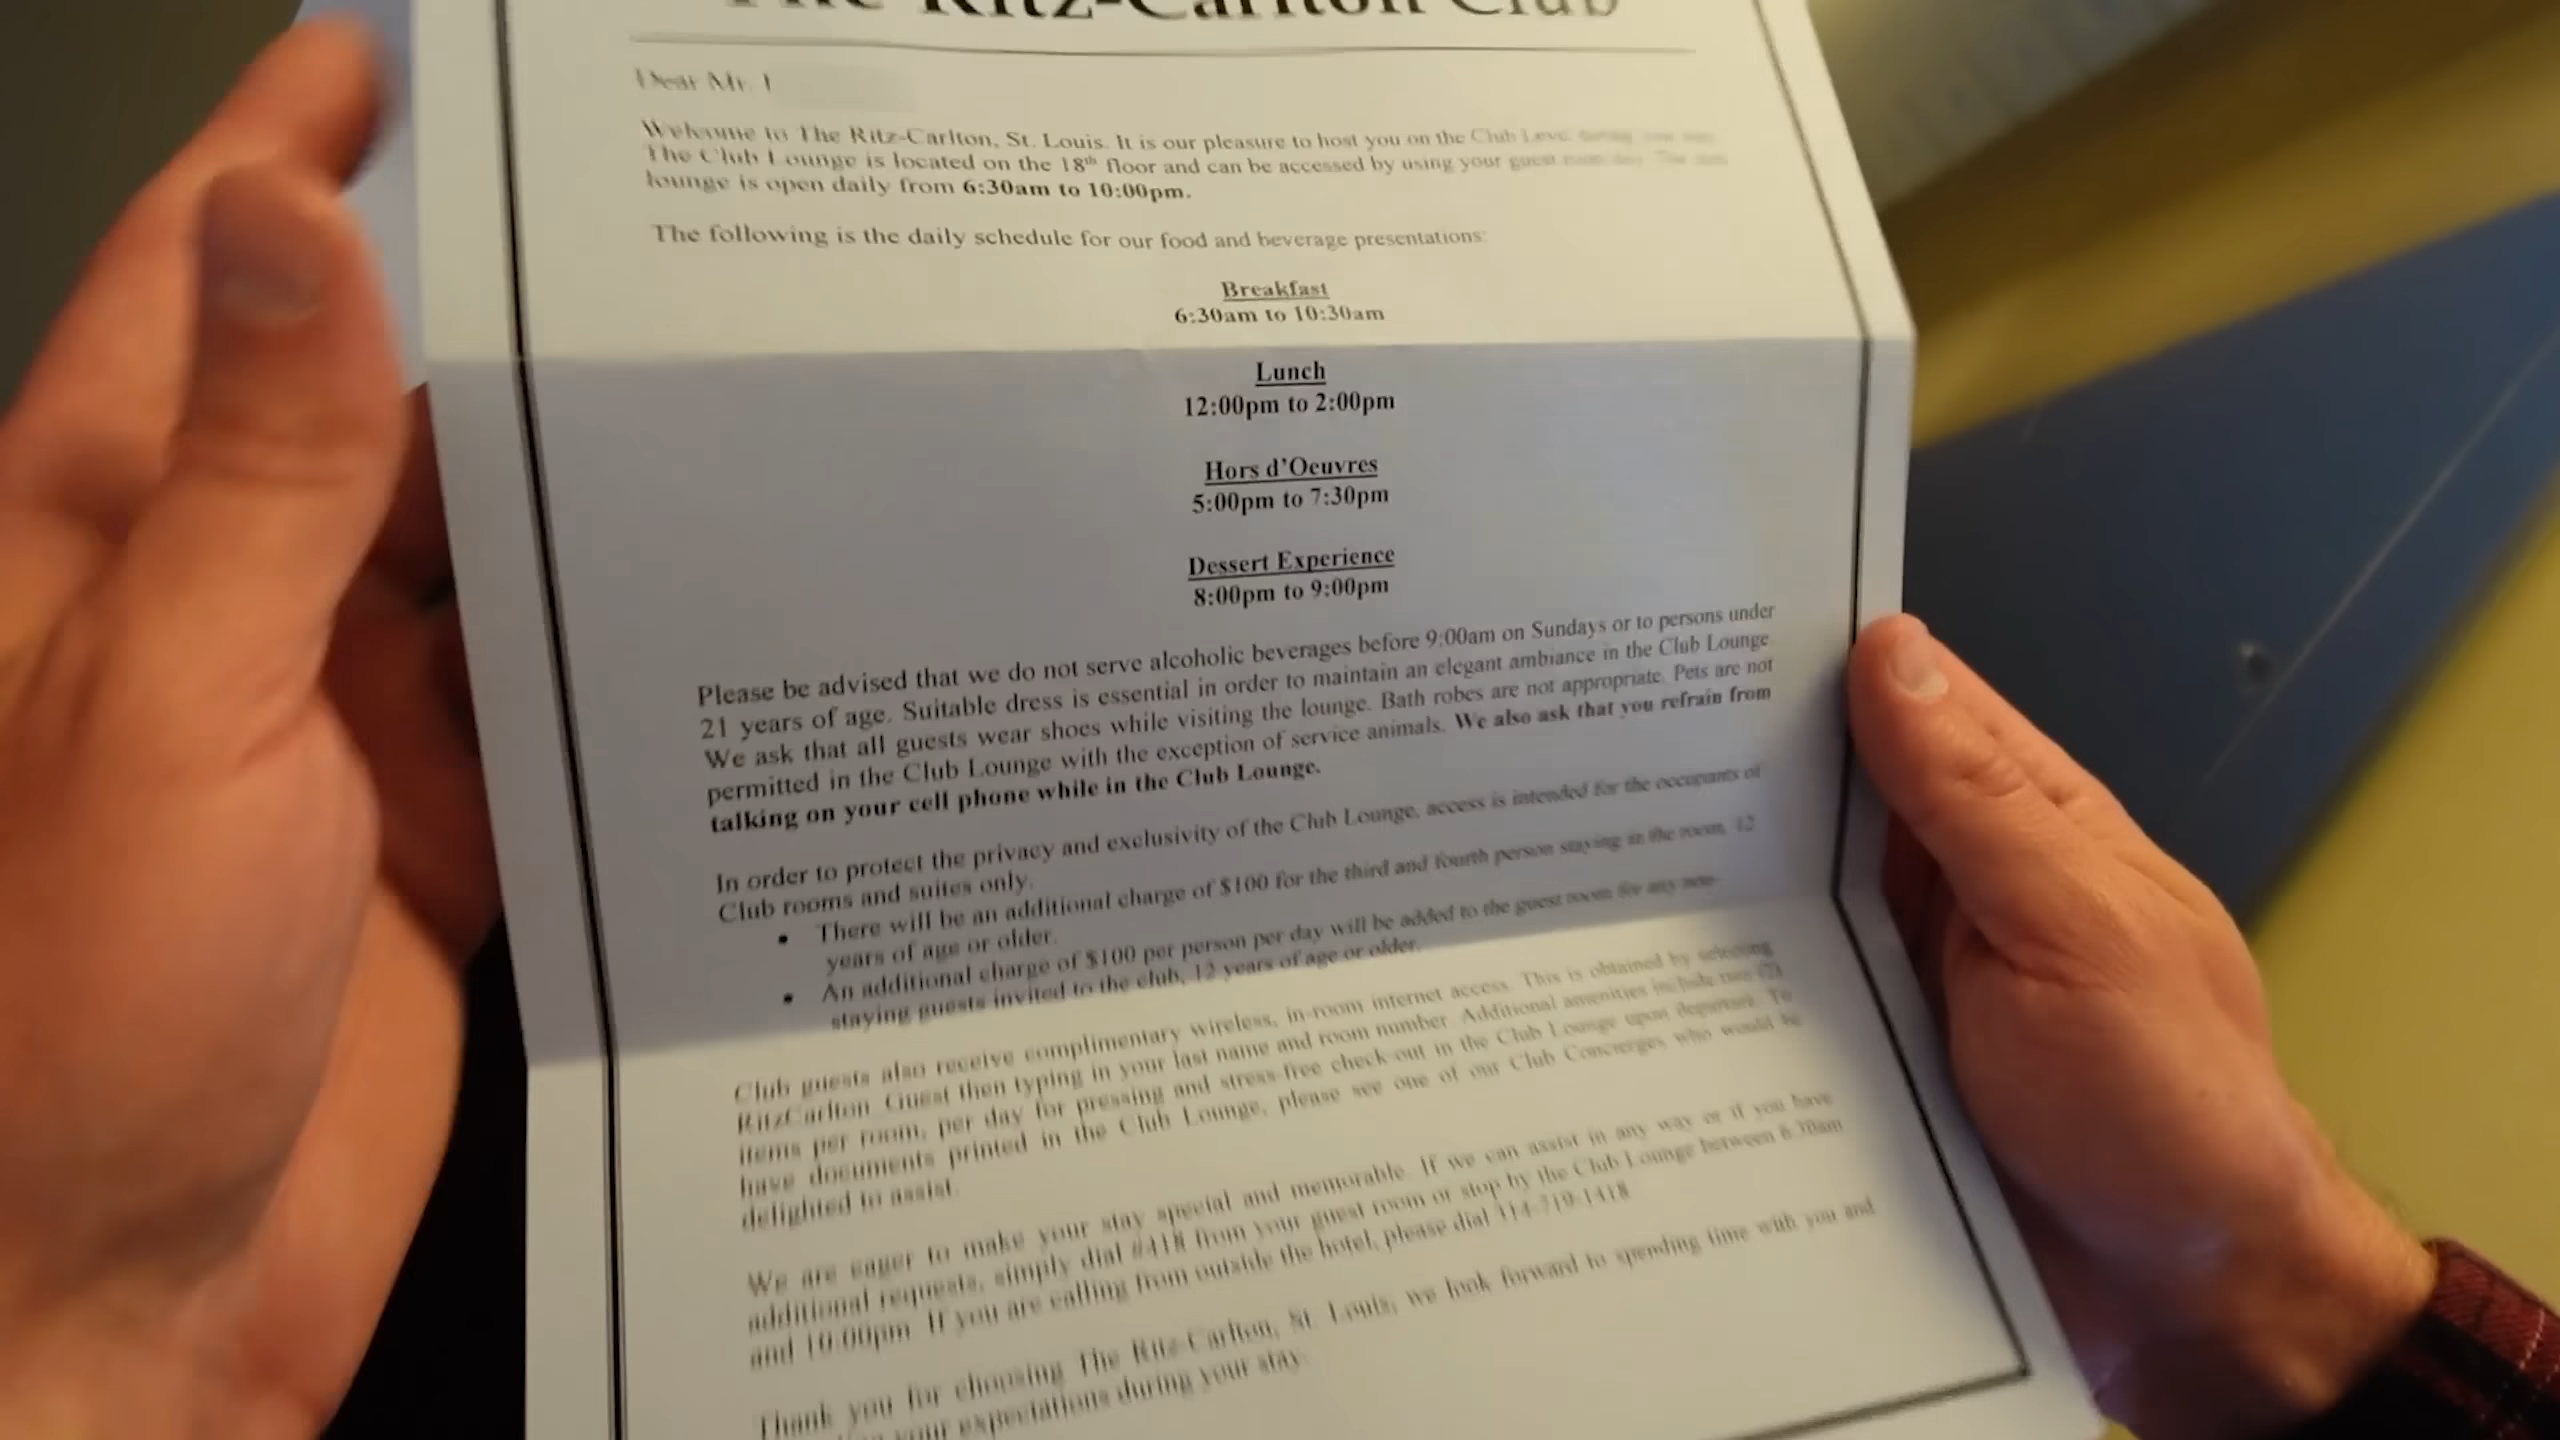 The Ritz-Carlton Club
Dear Mr.
Welcome to The Ritz-Carlton, St. Louis. It is our pleasure to host you on the Club Level during your stay.
The Club Lounge is located on the 18th floor and can be accessed by using your guest room key. The
lounge is open daily from 6:30am to 10:00pm.
The following is the daily schedule for our food and beverage presentations:
Breakfast
6:30am to 10:30am
Lunch
12:00pm to 2:00pm
Hors d'Oeuvres
5:00pm to 7:30pm
Dessert Experience
8:00pm to 9:00pm
Please be advised that we do not serve alcoholic beverages before 9:00am on Sundays or to persons under
21 years of age. Suitable dress is essential in order to maintain an elegant ambiance in the Club Lounge.
We ask that all guests wear shoes while visiting the lounge. Bath robes are not appropriate. Pets are not
permitted in the Club Lounge with the exception of service animals. We also ask that you refrain from
talking on your cell phone while in the Club Lounge.
In order to protect the privacy and exclusivity of the Club Lounge, access is intended for the occupants of
Club rooms and suites only.
• There will be an additional charge of $100 for the third and fourth person staying in the room, 12
years of age or older.
• An additional charge of $100 per person per day will be added to the guest room for any non-
staying guests invited to the club, 12 years of age or older.
Club guests also receive complimentary wireless, in-room internet access. This is obtained by selecting
RitzCarlton_Guest then typing in your last name and room number. Additional amenities include two (2)
items per room, per day for pressing and stress-free check-out in the Club Lounge upon departure. To
have documents printed in the Club Lounge, please see one of our Club Concierges who would be
delighted to assist.
We are eager to make your stay special and memorable. If we can assist in any way or if you have
additional requests, simply dial #418 from your guest room or stop by the Club Lounge between 6:30am
and 10:00pm. If you are calling from outside the hotel, please dial 314-719-1418
Thank you for choosing The Ritz-Carlton, St. Louis; we look forward to spending time with you and
your expectations during your stay.